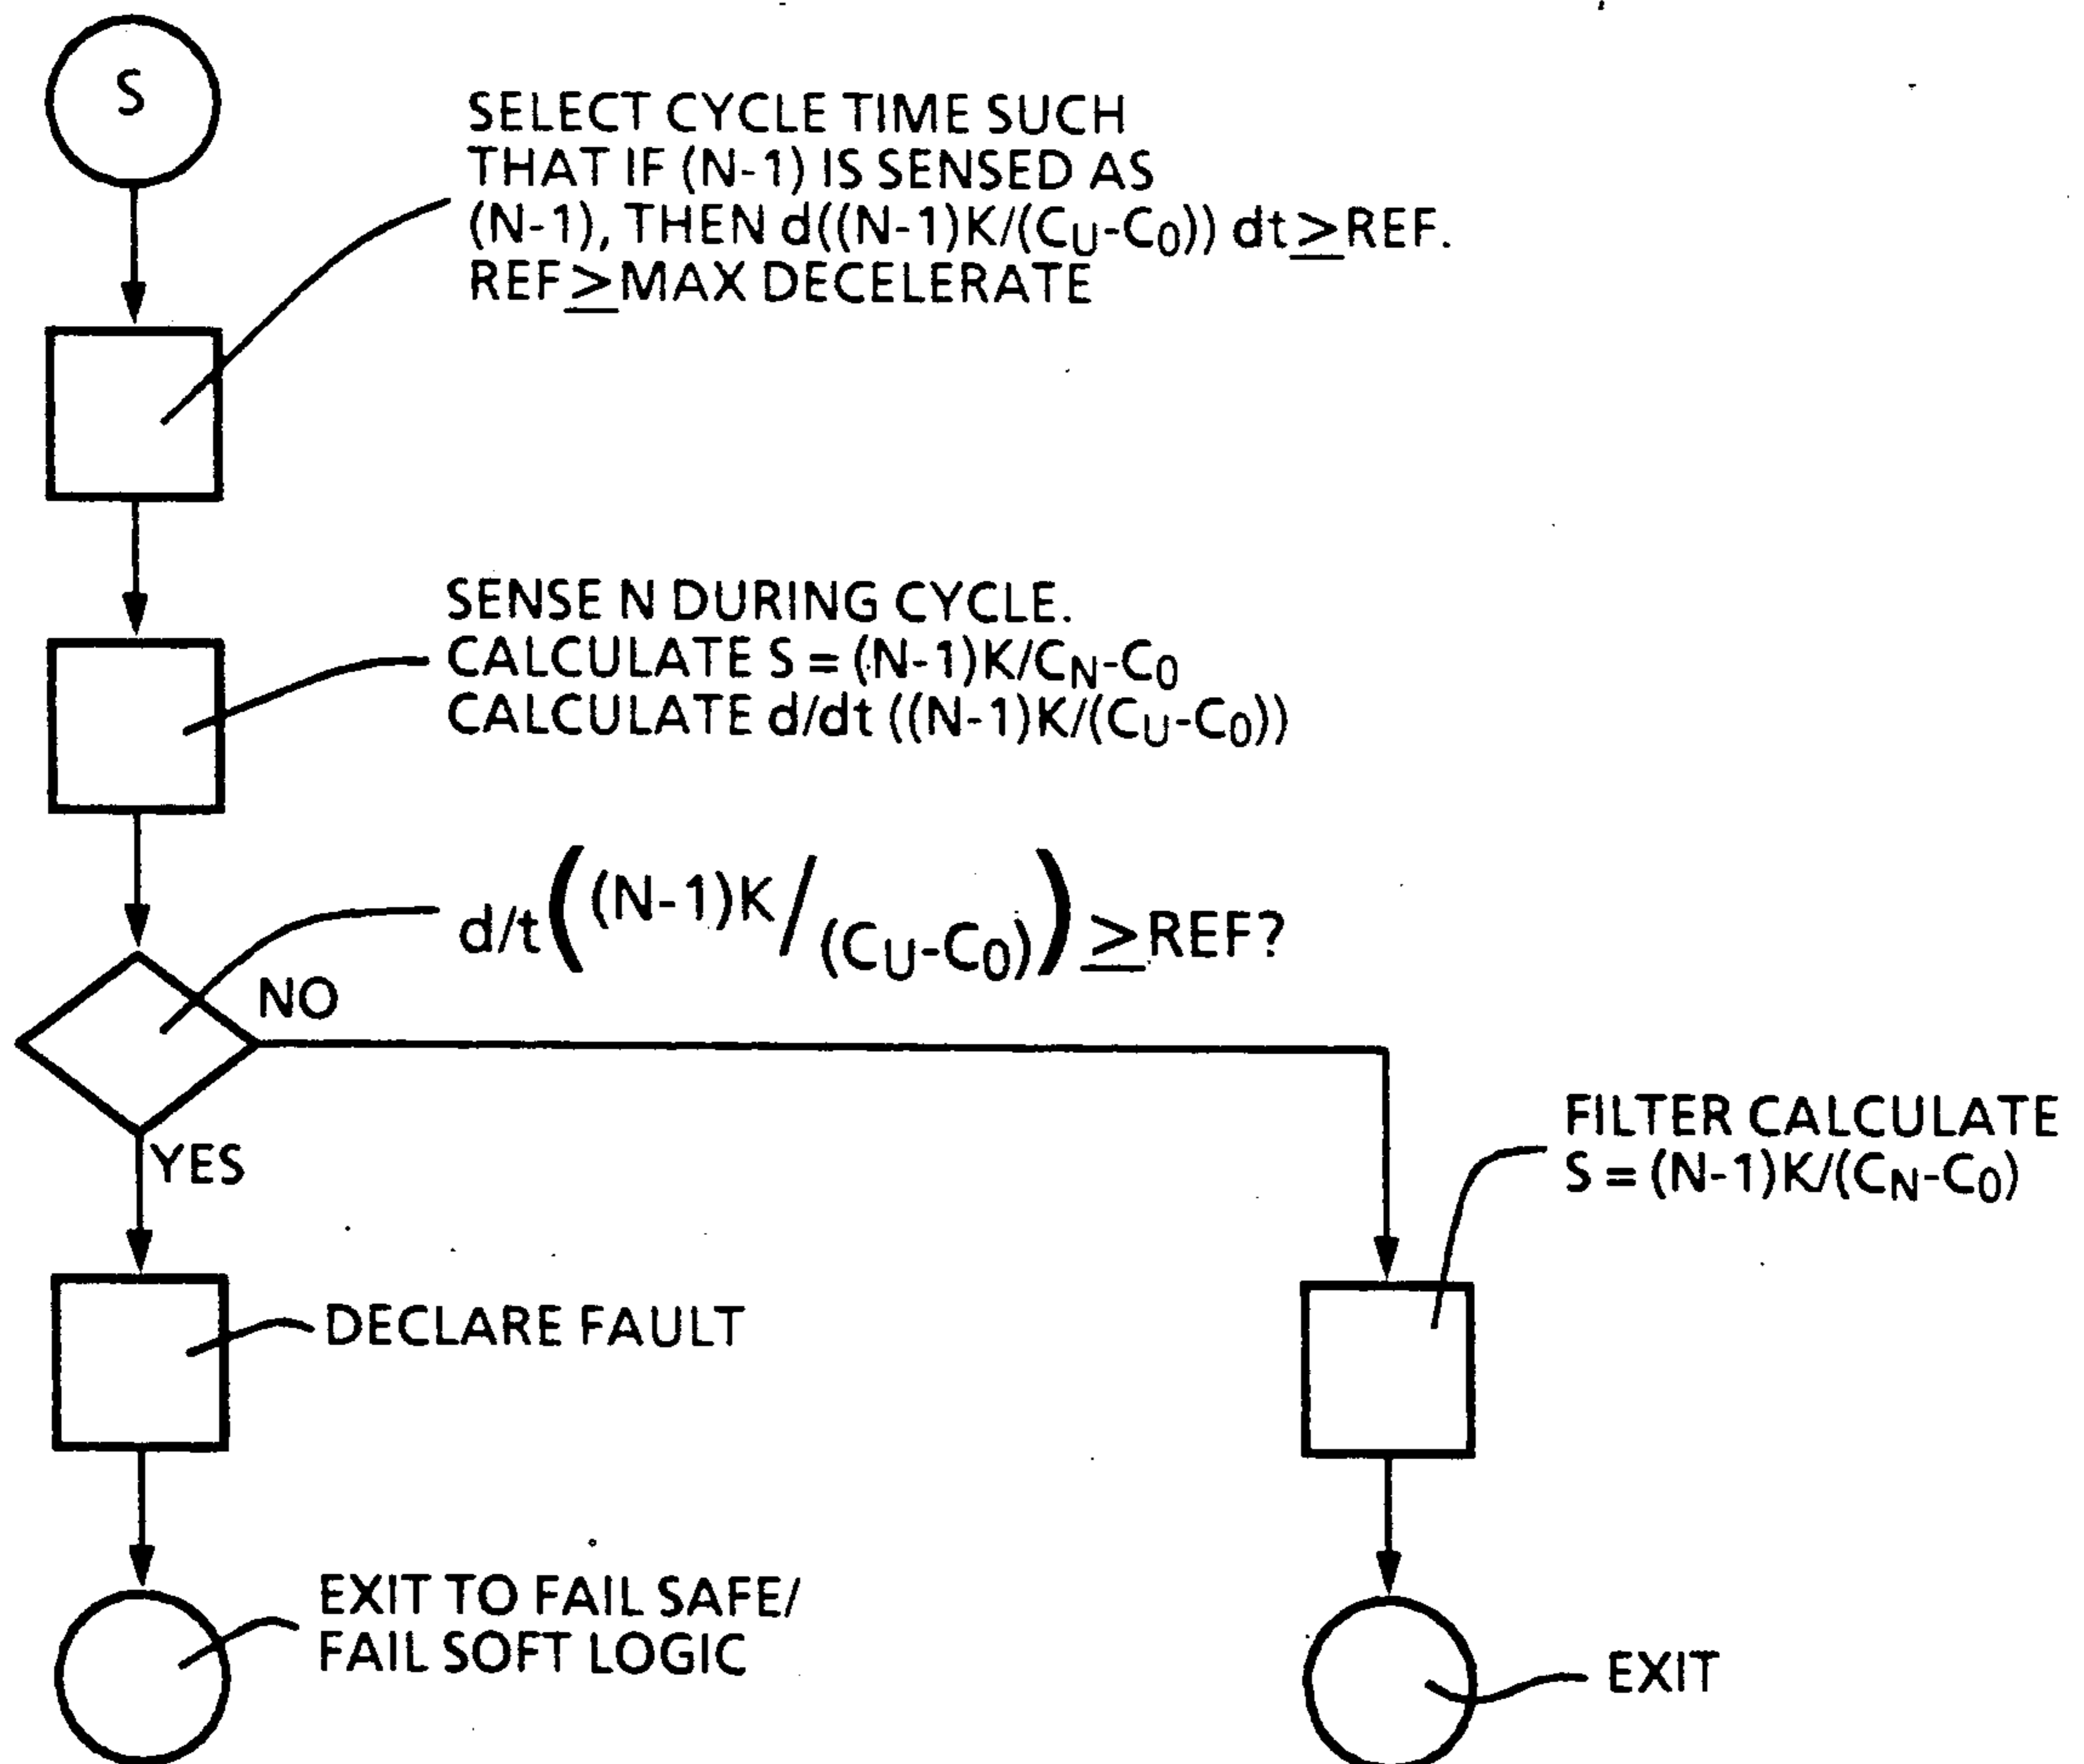 S
SELECT CYCLE TIME SUCH
THAT IF (N-1) IS SENSED AS
(N-1), THEN d((N-1)K/(CU-C0)) dt≥REF.
REF≥MAX DECELERATE
SENSE N DURING CYCLE.
CALCULATE S = (N-1)K/CN-C0
CALCULATE d/dt ((N-1)K/(CU-C0))
d/t((N-1)K/(CU-C0))≥REF?
NO
YES
FILTER CALCULATE
S = (N-1)K/(CN-C0)
DECLARE FAULT
EXIT TO FAIL SAFE/
FAIL SOFT LOGIC
EXIT